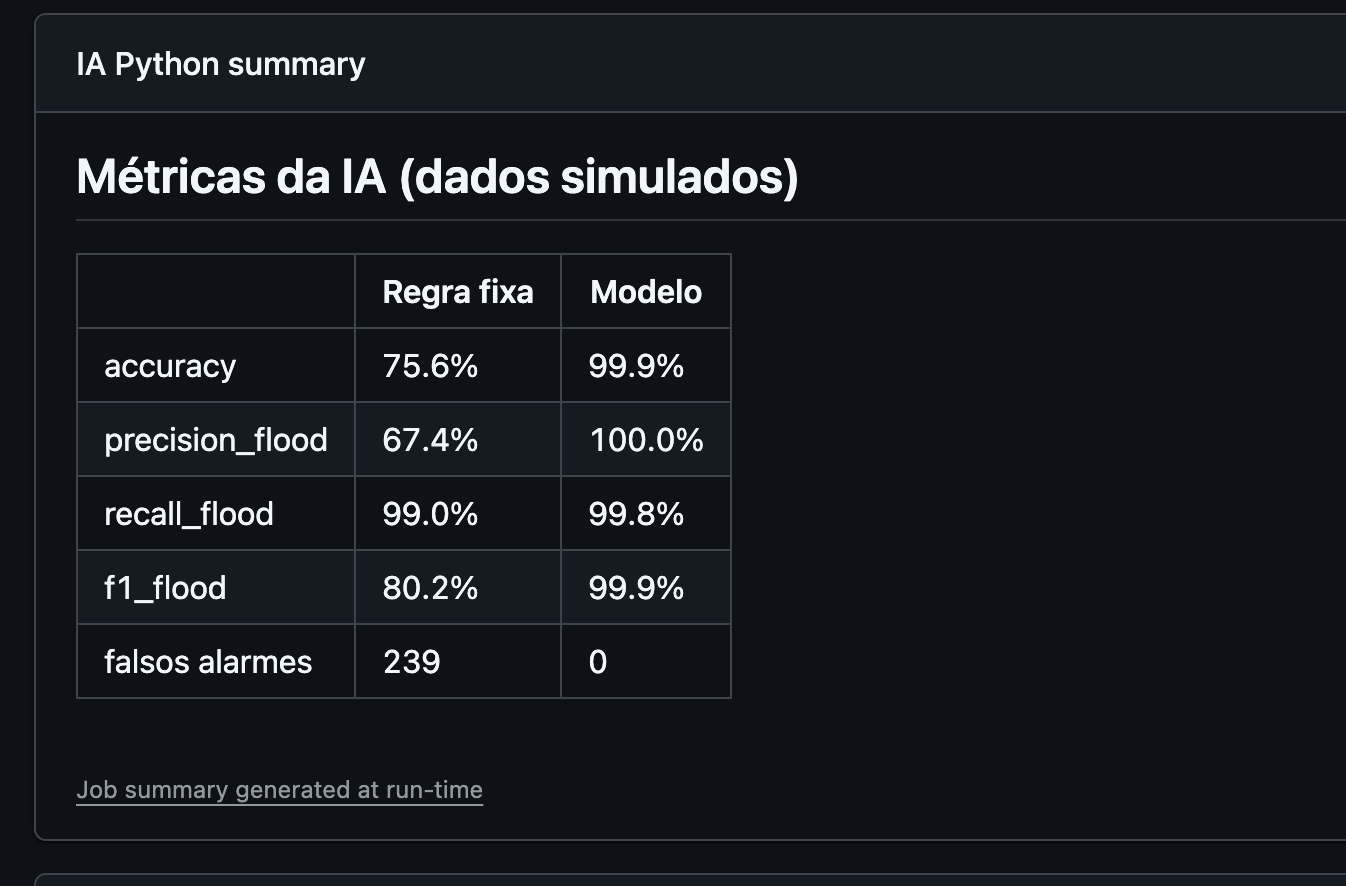 IA Python summary
Métricas da IA (dados simulados)
Regra fixa Modelo
accuracy 75.6% 99.9%
precision_flood 67.4% 100.0%
recall_flood 99.0% 99.8%
f1_flood 80.2% 99.9%
falsos alarmes 239 0
Job summary generated at run-time